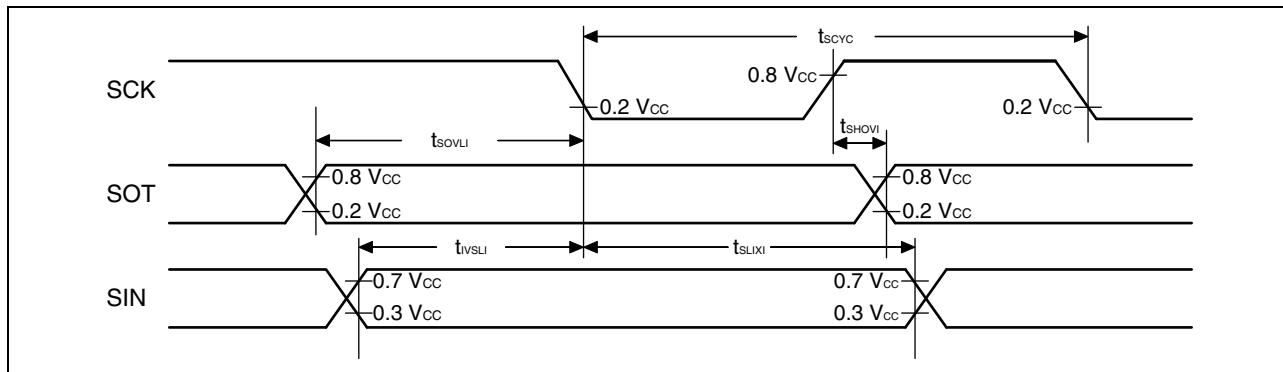 tSCYC
SCK
0.8 VCC
0.2 VCC
0.2 VCC
tSHOVI
tSOVLI
SOT
0.8 VCC
0.8 VCC
0.2 VCC
0.2 VCC
tIVSLI
tSLIXI
SIN
0.7 VCC
0.7 VCC
0.3 VCC
0.3 VCC